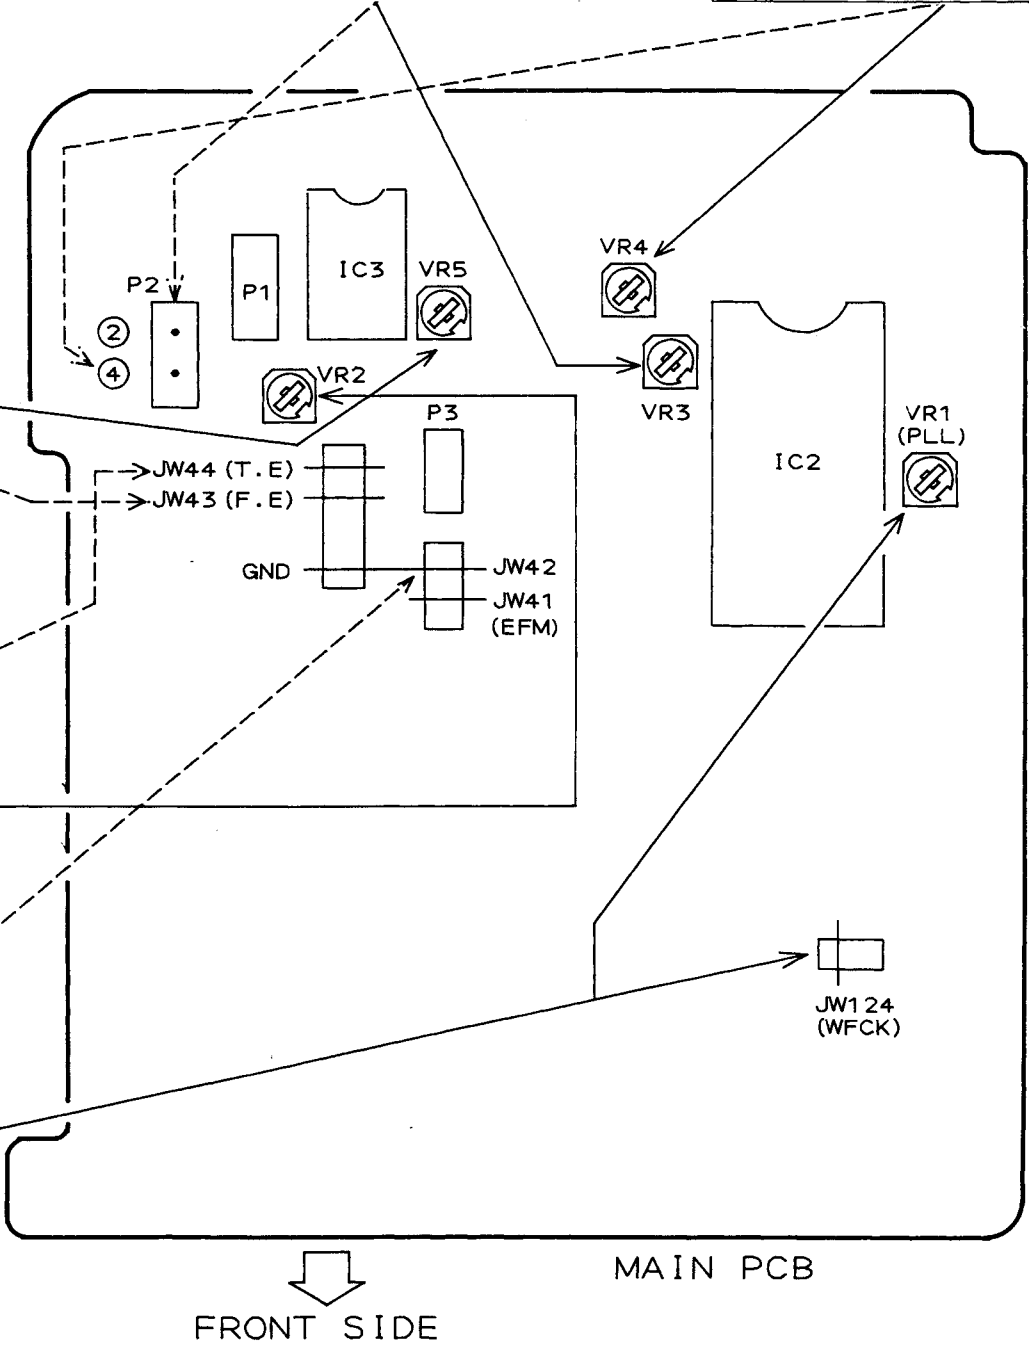 VR4
IC3
VR5
P2
P1
②
④
VR2
VR3
P3
VR1
(PLL)
IC2
JW44 (T.E)
JW43 (F.E)
GND
JW42
JW41
(EFM)
JW124
(WFCK)
MAIN PCB
FRONT SIDE